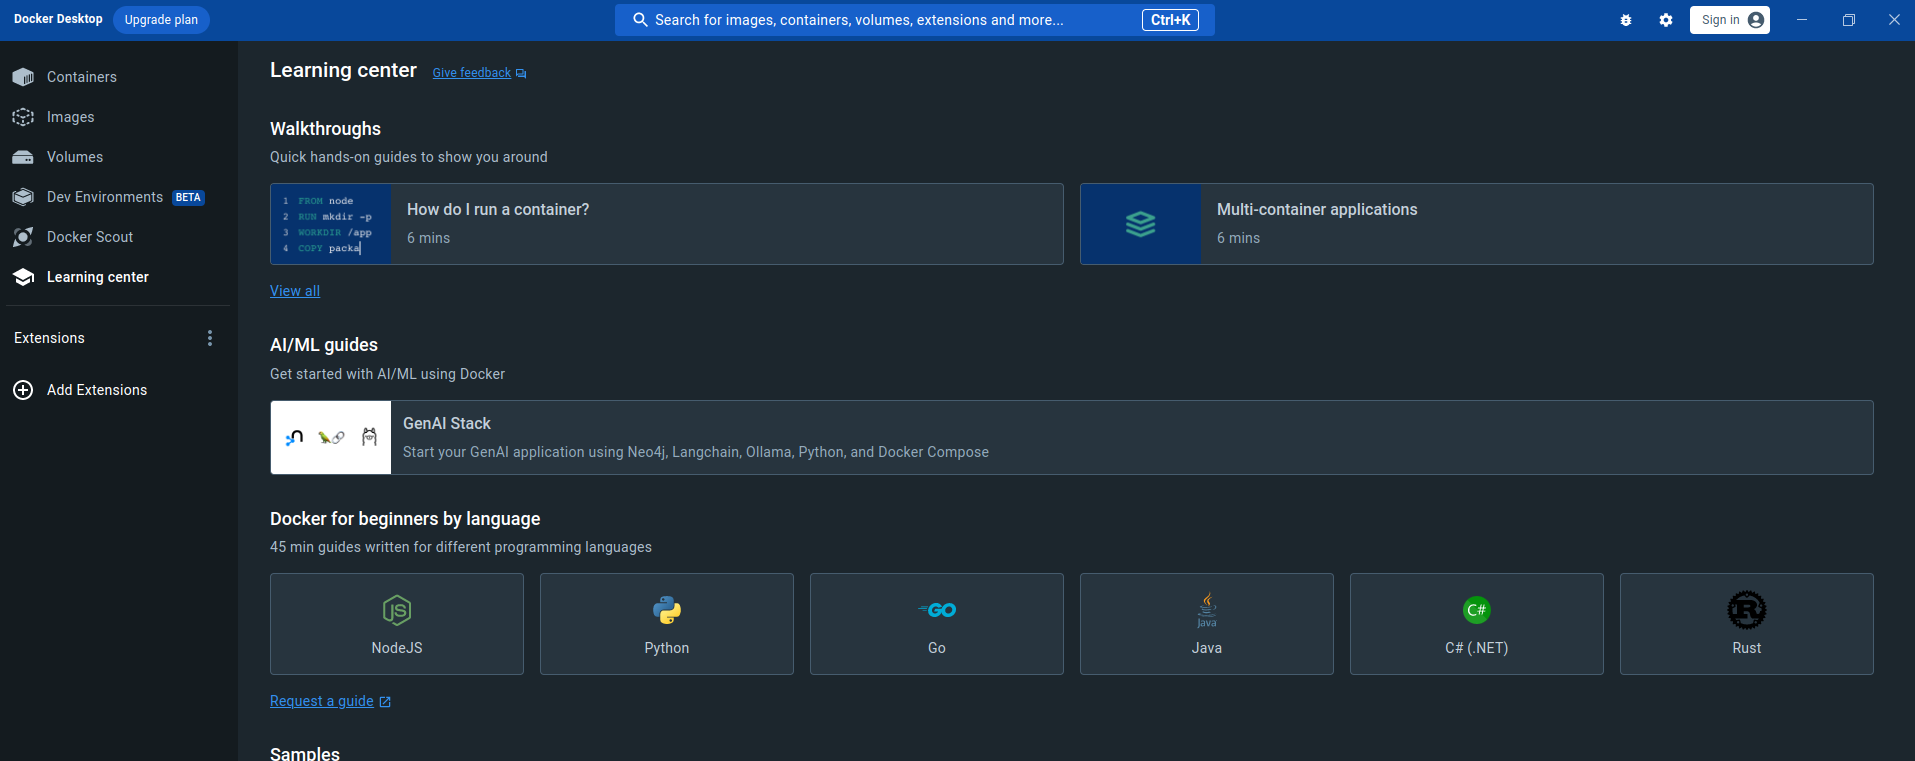 Docker Desktop Upgrade plan Search for images, containers, volumes, extensions and more... Ctrl+K Sign in
Containers
Images
Volumes
Dev Environments BETA
Docker Scout
Learning center
Extensions
Add Extensions
Learning center Give feedback
Walkthroughs
Quick hands-on guides to show you around
1 FROM node
2 RUN mkdir -p
3 WORKDIR /app
4 COPY packa
How do I run a container?
6 mins
Multi-container applications
6 mins
View all
AI/ML guides
Get started with AI/ML using Docker
GenAI Stack
Start your GenAI application using Neo4j, Langchain, Ollama, Python, and Docker Compose
Docker for beginners by language
45 min guides written for different programming languages
JS
NodeJS
Python
GO
Go
Java
Java
C#
C# (.NET)
R
Rust
Request a guide
Samples